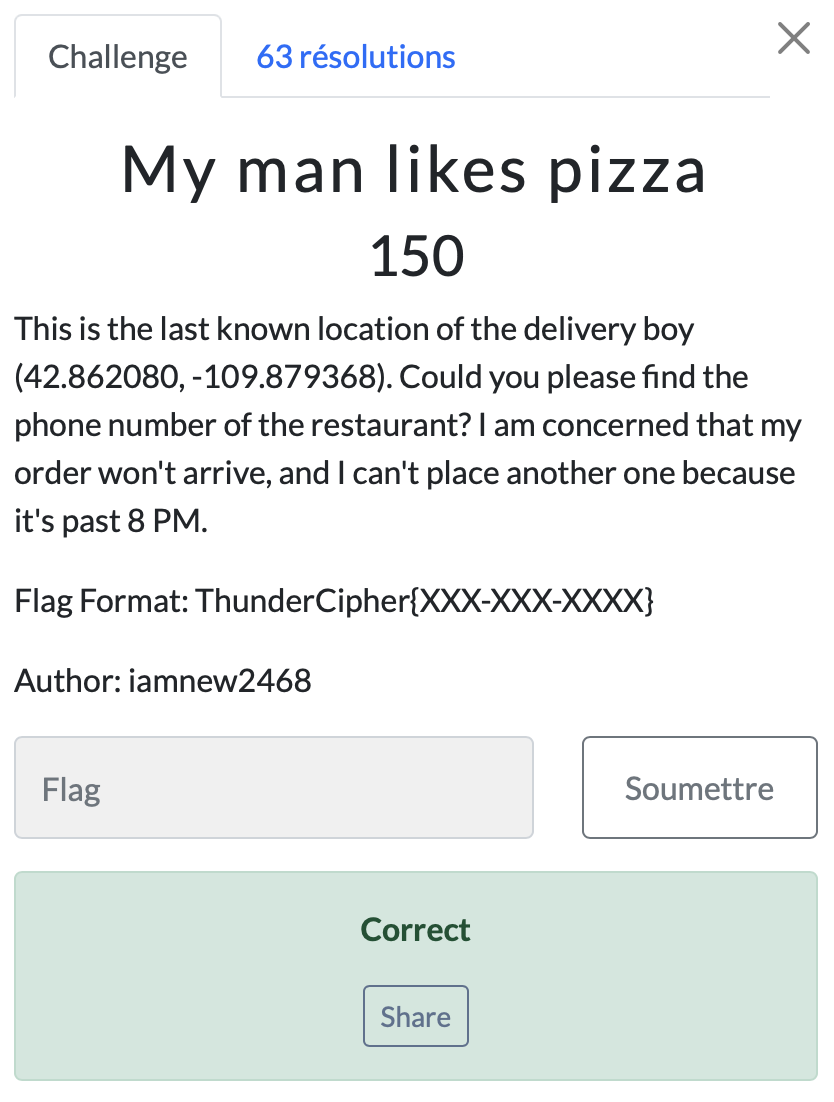 Challenge
63 résolutions
My man likes pizza
150
This is the last known location of the delivery boy
(42.862080, -109.879368). Could you please find the
phone number of the restaurant? I am concerned that my
order won't arrive, and I can't place another one because
it's past 8 PM.
Flag Format: ThunderCipher{XXX-XXX-XXXX}
Author: iamnew2468
Flag
Soumettre
Correct
Share